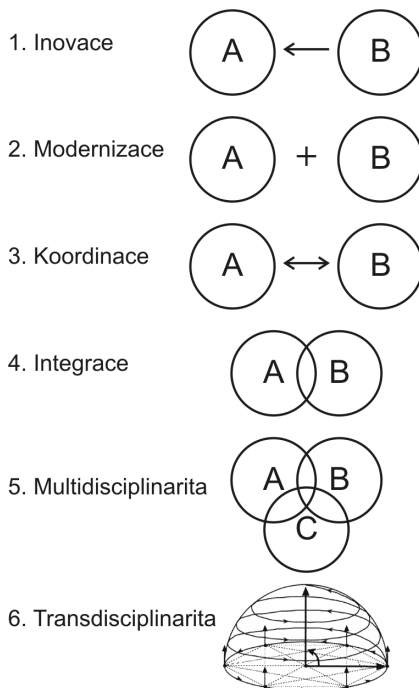 1. Inovace A ← B
2. Modernizace A + B
3. Koordinace A ↔ B
4. Integrace A B
5. Multidisciplinarita A B
C
6. Transdisciplinarita